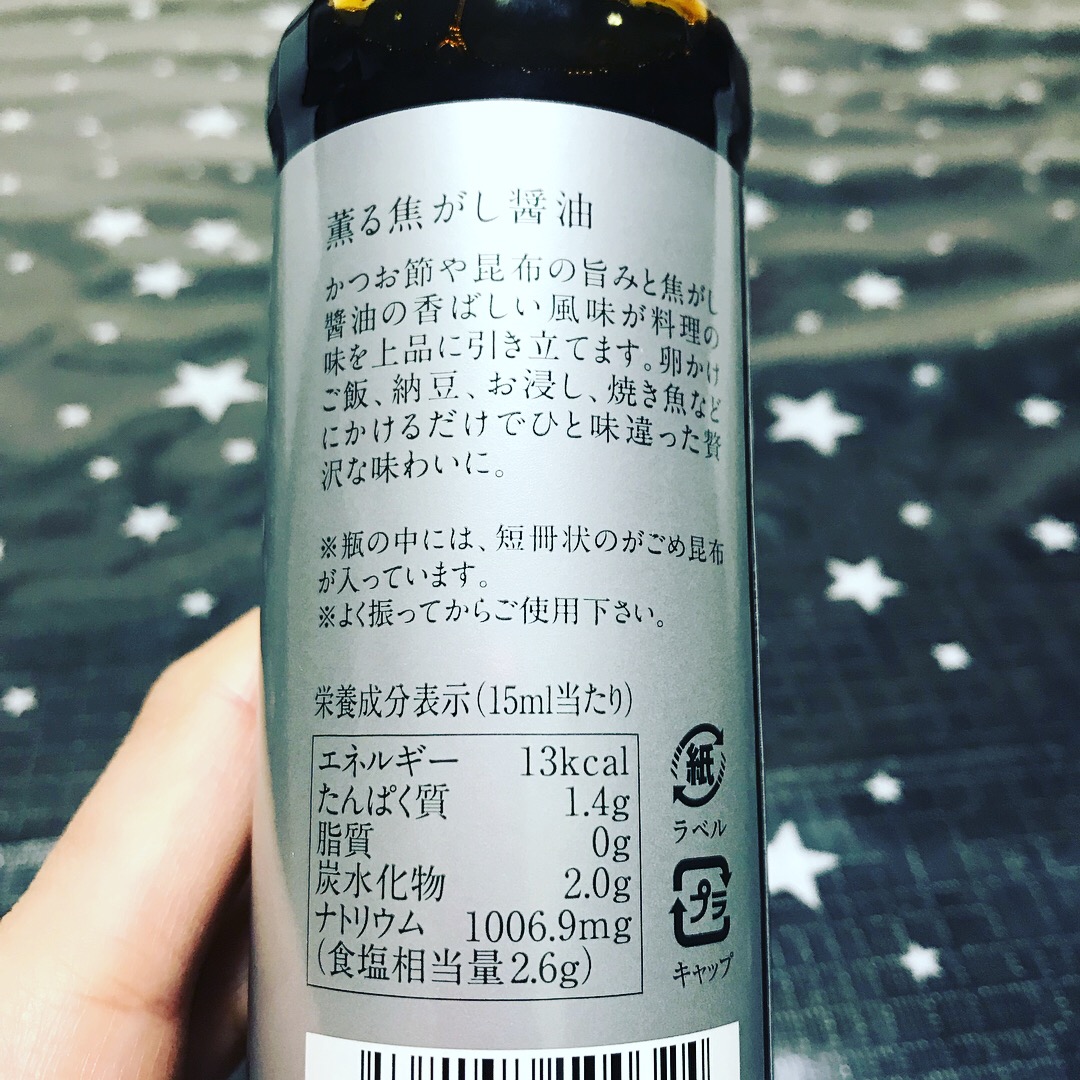 薫る焦がし醤油
かつお節や昆布の旨みと焦がし
醬油の香ばしい風味が料理の
味を上品に引き立てます。卵かけ
ご飯、納豆、お浸し、焼き魚など
にかけるだけでひと味違った贅
沢な味わいに。
※瓶の中には、短冊状のがごめ昆布
が入っています。
※よく振ってからご使用下さい。
栄養成分表示(15ml当たり)
エネルギー 13kcal
たんぱく質 1.4g
脂質 0g
炭水化物 2.0g
ナトリウム 1006.9mg
(食塩相当量2.6g)
紙
ラベル
プラ
キャップ